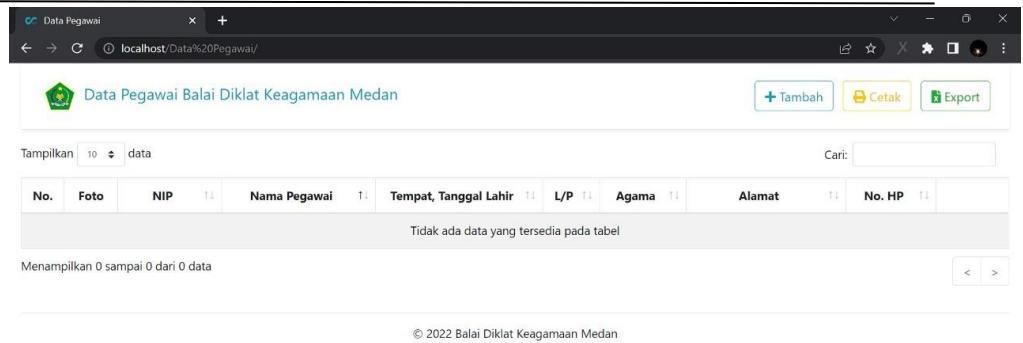 Data Pegawai
localhost/Data%20Pegawai/
Data Pegawai Balai Diklat Keagamaan Medan
Tambah Cetak Export
Tampilkan 10 data Cari:
No. Foto NIP Nama Pegawai Tempat, Tanggal Lahir L/P Agama Alamat No. HP
Tidak ada data yang tersedia pada tabel
Menampilkan 0 sampai 0 dari 0 data < >
© 2022 Balai Diklat Keagamaan Medan